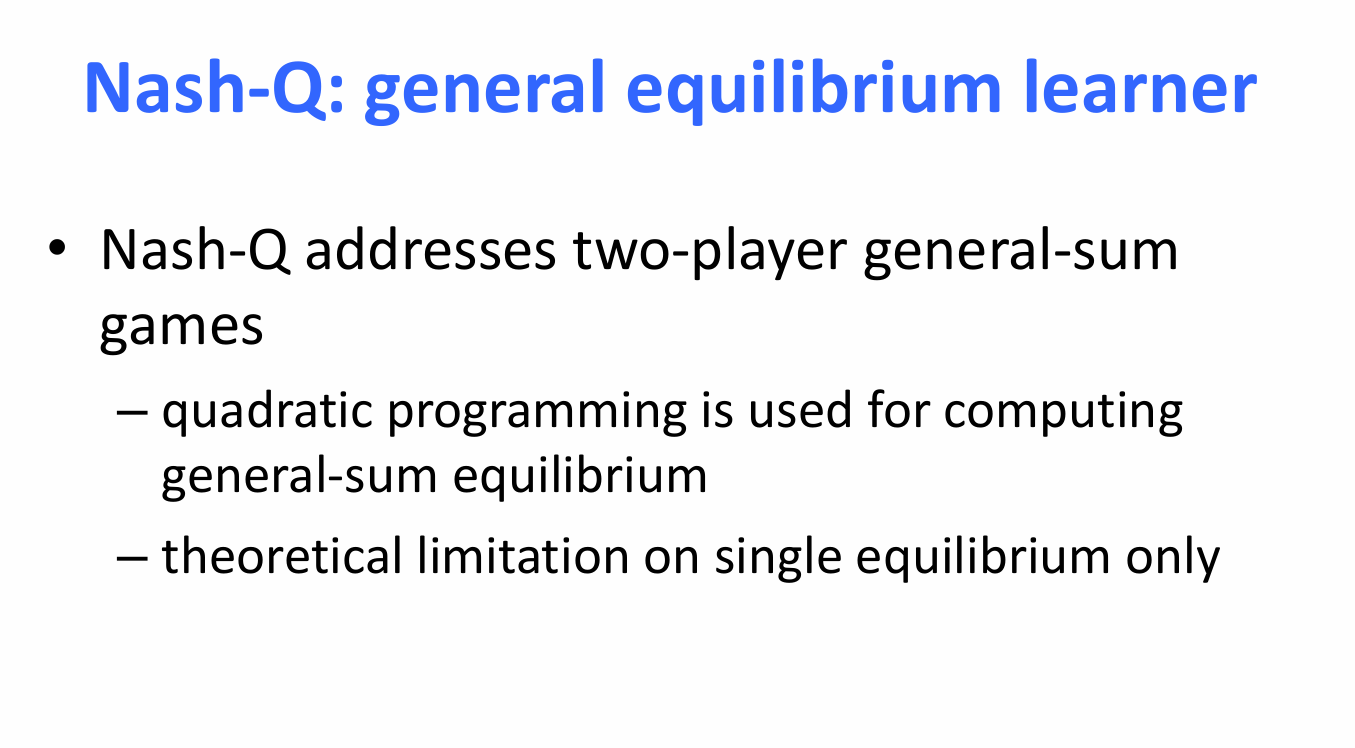 Nash-Q: general equilibrium learner
• Nash-Q addresses two-player general-sum
games
– quadratic programming is used for computing
general-sum equilibrium
– theoretical limitation on single equilibrium only